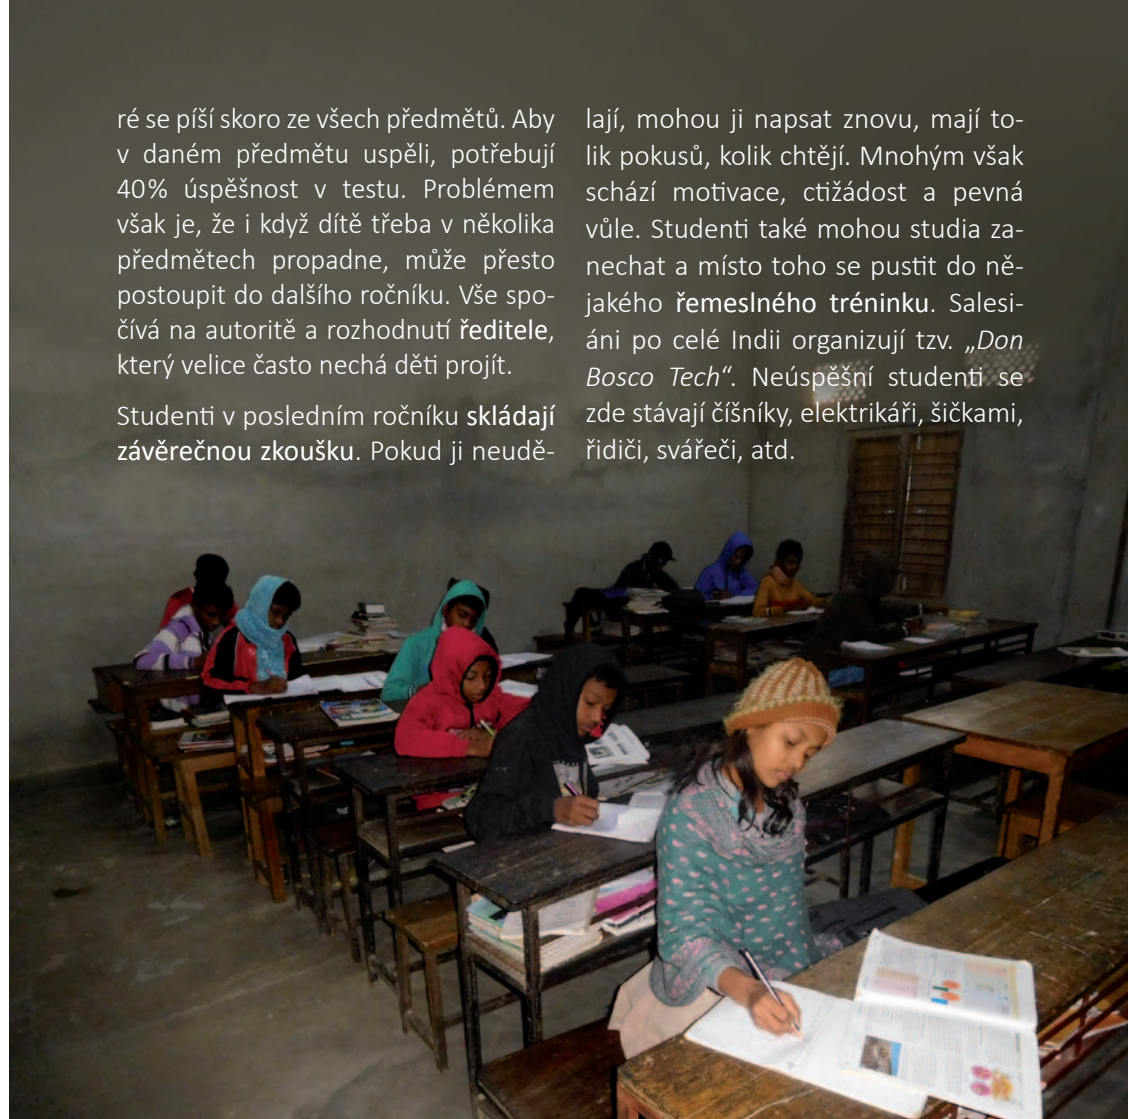 ré se píší skoro ze všech předmětů. Aby
v daném předmětu uspěli, potřebují
40% úspěšnost v testu. Problémem
však je, že i když dítě třeba v několika
předmětech propadne, může přesto
postoupit do dalšího ročníku. Vše spo-
čívá na autoritě a rozhodnutí ředitele,
který velice často nechá děti projít.
Studenti v posledním ročníku skládají
závěrečnou zkoušku. Pokud ji neudě-
lají, mohou ji napsat znovu, mají to-
lik pokusů, kolik chtějí. Mnohým však
schází motivace, ctižádost a pevná
vůle. Studenti také mohou studia za-
nechat a místo toho se pustit do ně-
jakého řemeslného tréninku. Salesi-
áni po celé Indii organizují tzv. „Don
Bosco Tech“. Neúspěšní studenti se
zde stávají číšníky, elektrikáři, šičkami,
řidiči, svářeči, atd.